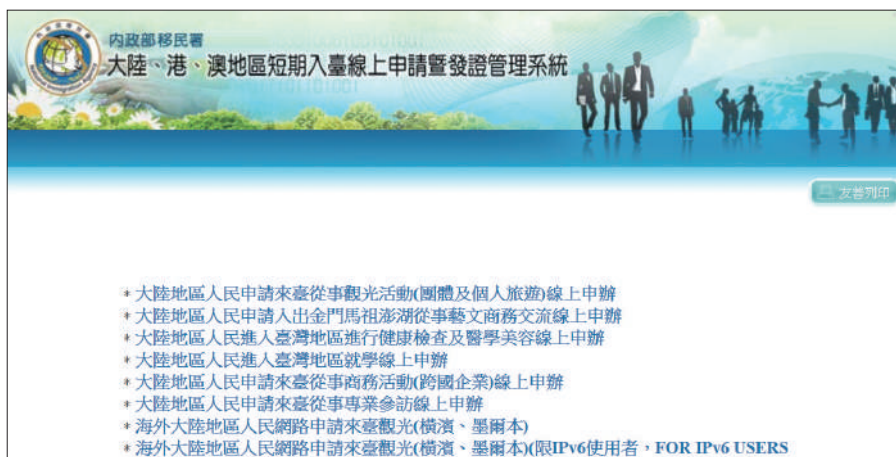 內政部移民署
大陸、港、澳地區短期入臺線上申請暨發證管理系統
友善列印
* 大陸地區人民申請來臺從事觀光活動(團體及個人旅遊)線上申辦
* 大陸地區人民申請入出金門馬祖澎湖從事藝文商務交流線上申辦
* 大陸地區人民進入臺灣地區進行健康檢查及醫學美容線上申辦
* 大陸地區人民進入臺灣地區就學線上申辦
* 大陸地區人民申請來臺從事商務活動(跨國企業)線上申辦
* 大陸地區人民申請來臺從事專業參訪線上申辦
* 海外大陸地區人民網路申請來臺觀光(橫濱、墨爾本)
* 海外大陸地區人民網路申請來臺觀光(橫濱、墨爾本)(限IPv6使用者,FOR IPv6 USERS